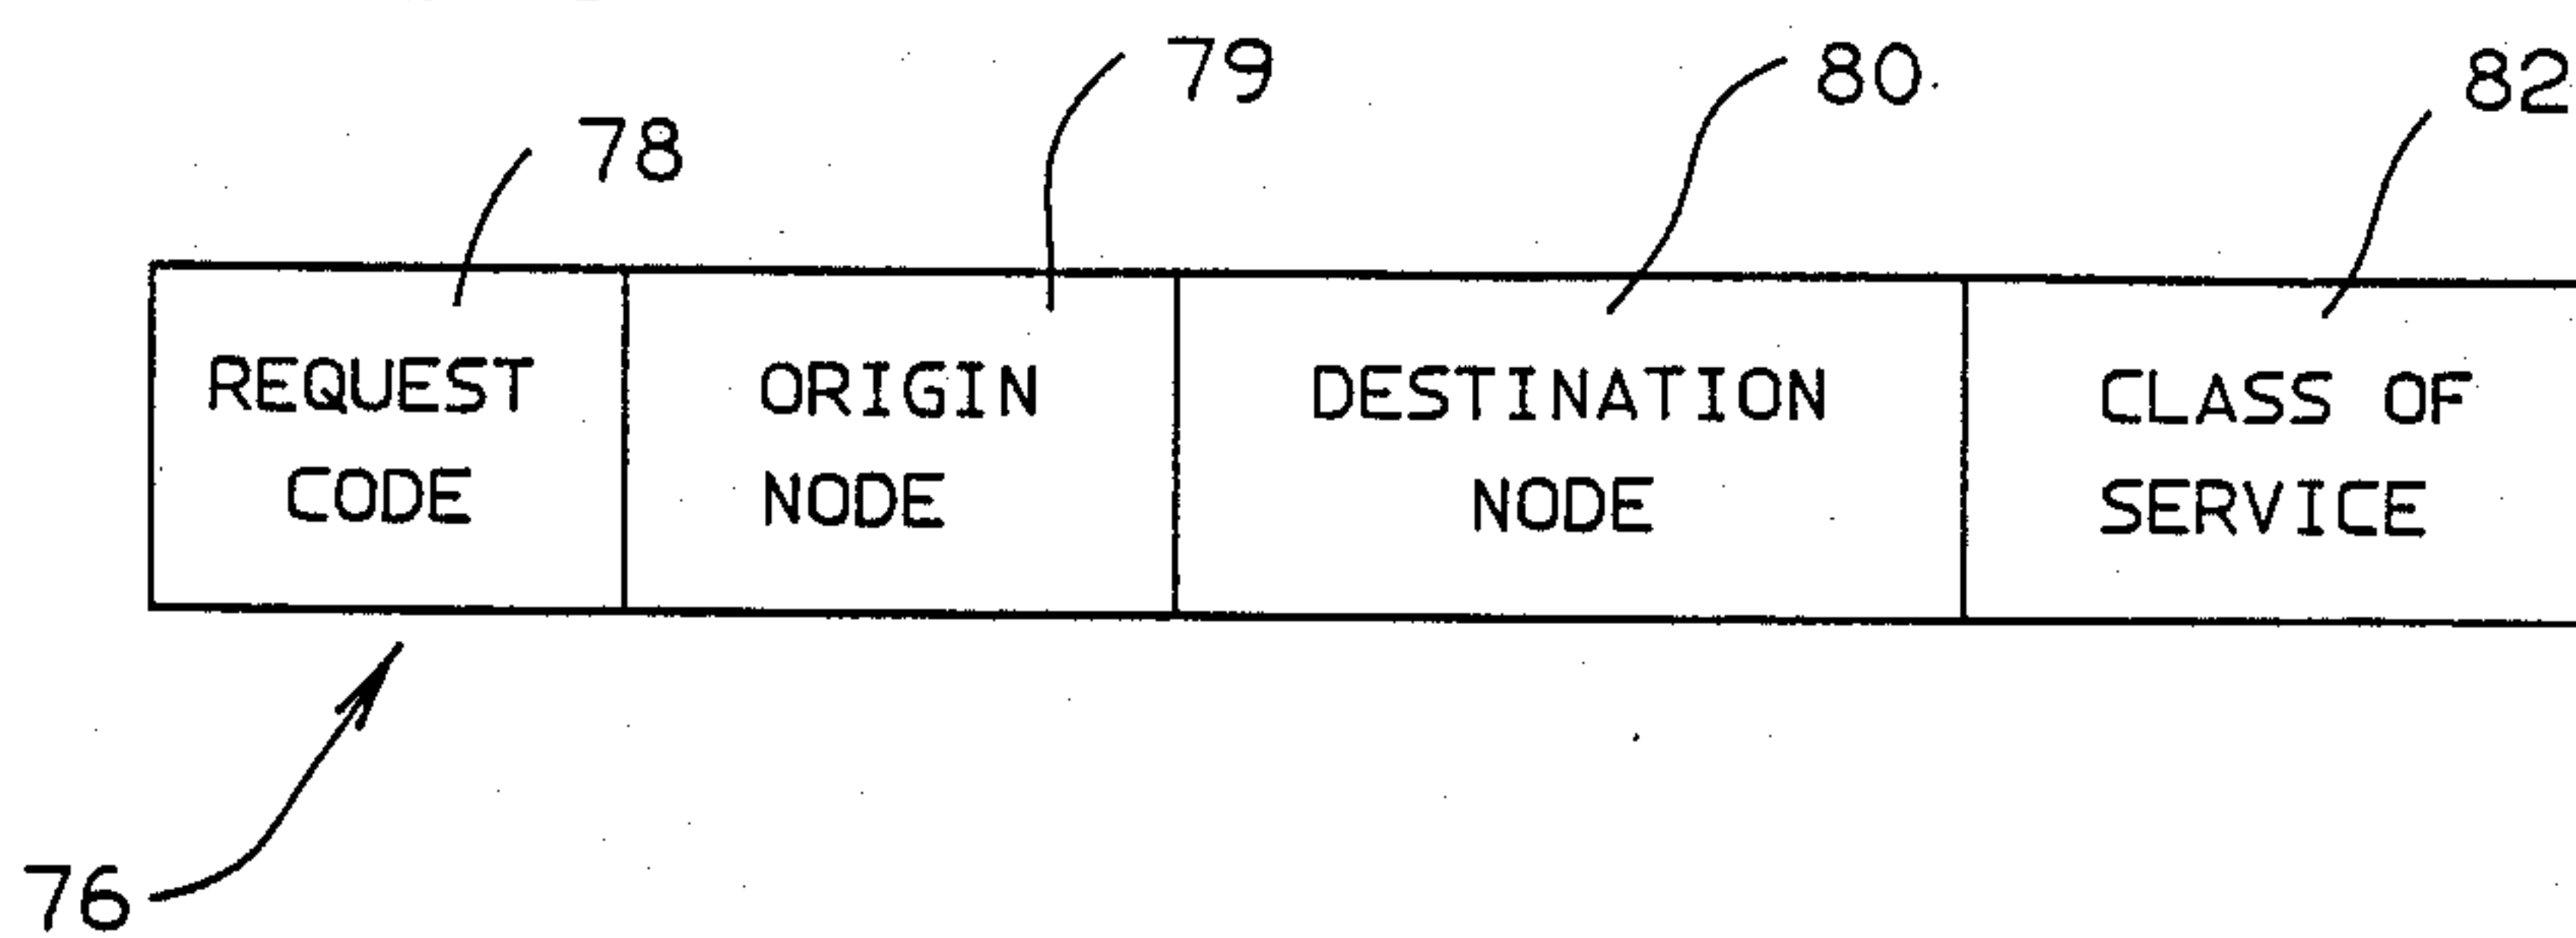 78
79
80
82
REQUEST
CODE
ORIGIN
NODE
DESTINATION
NODE
CLASS OF
SERVICE
76